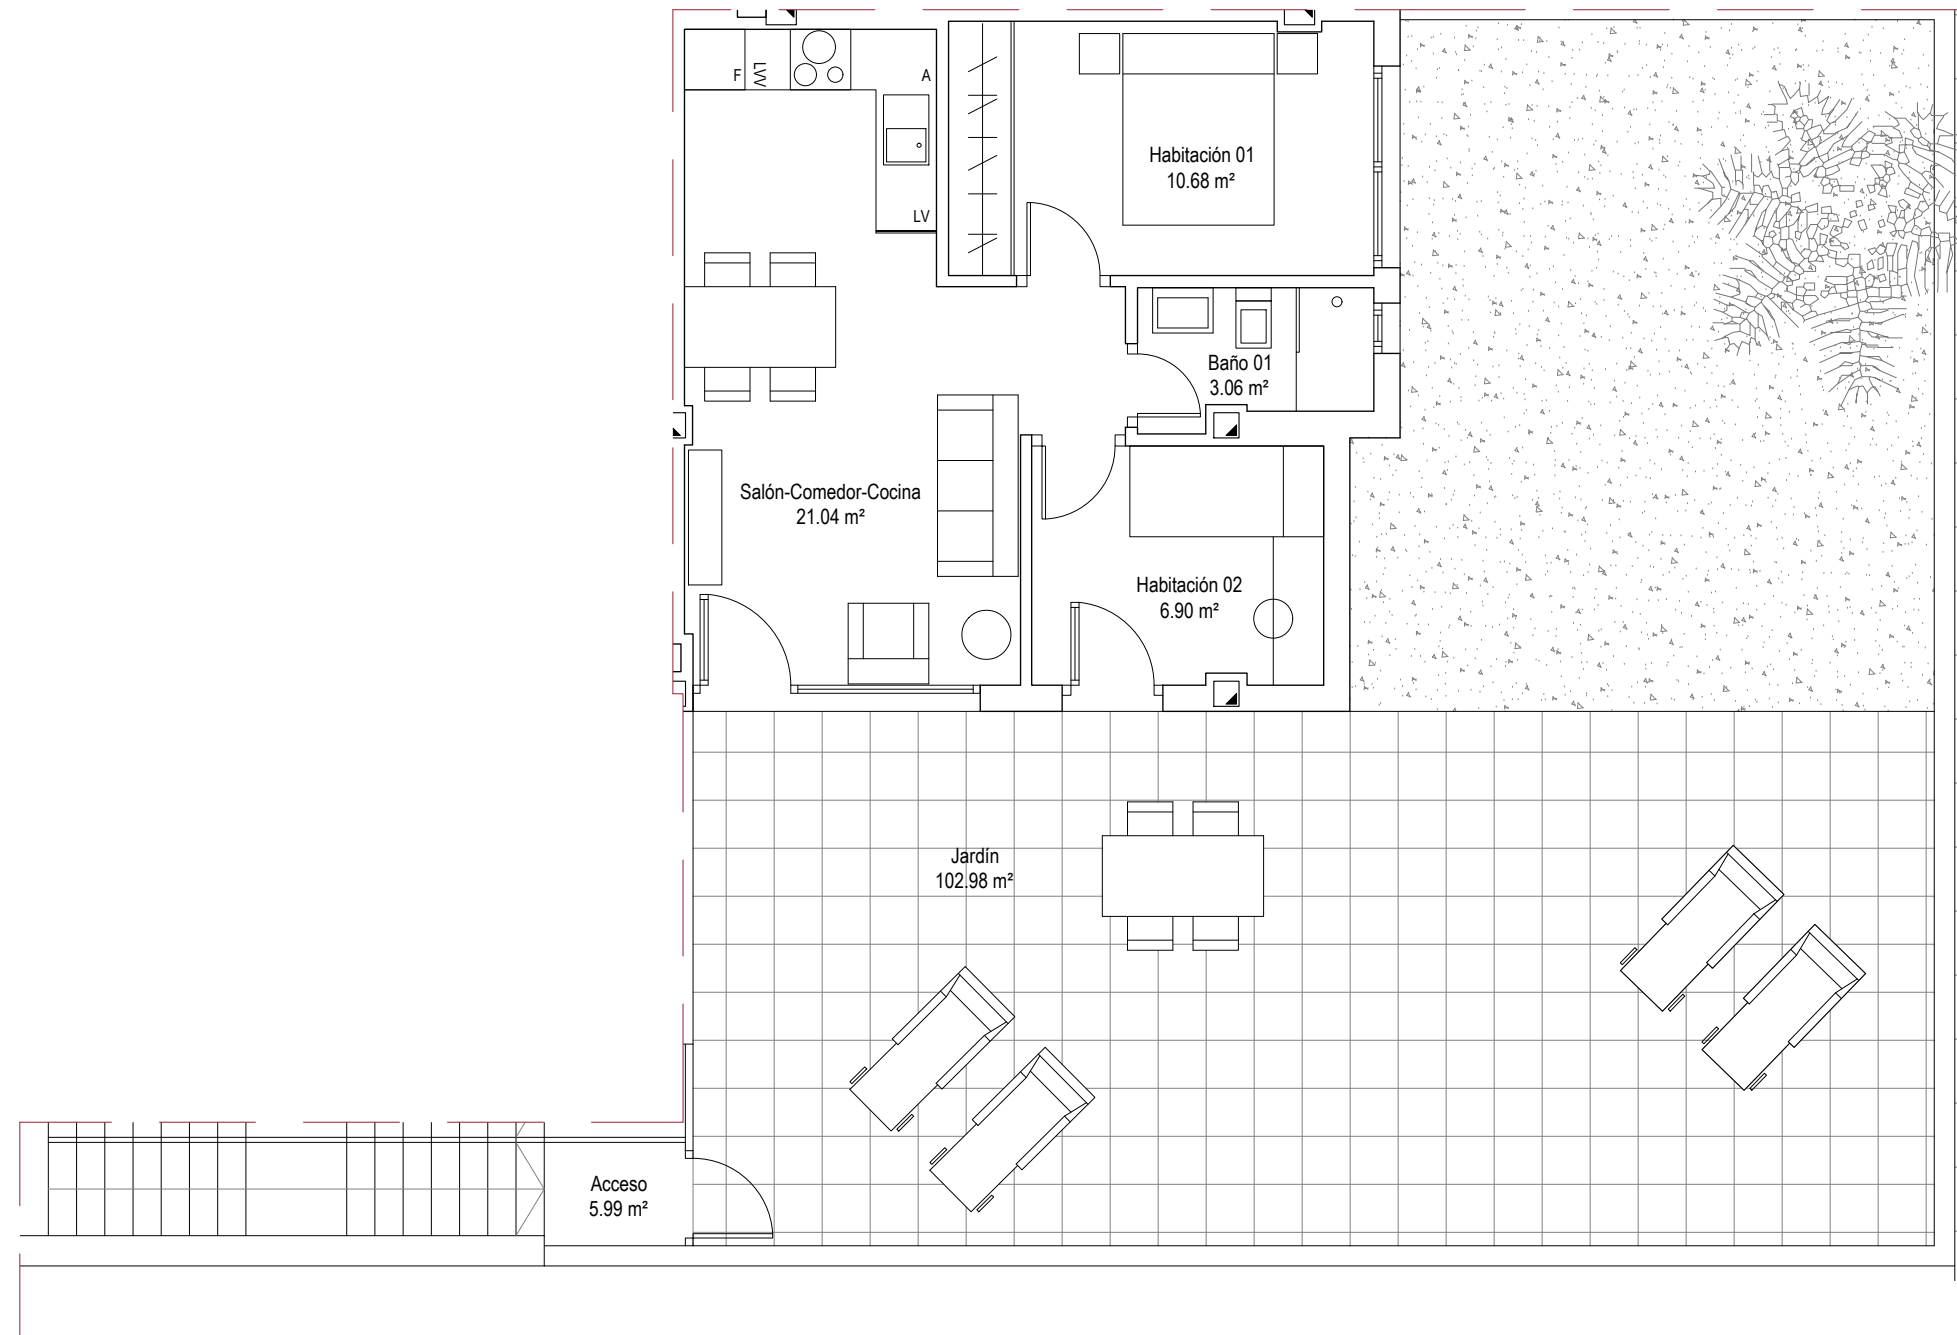 F
LVV
A
LV
Habitación 01
10.68 m²
Baño 01
3.06 m²
Salón-Comedor-Cocina
21.04 m²
Habitación 02
6.90 m²
Jardín
102.98 m²
Acceso
5.99 m²